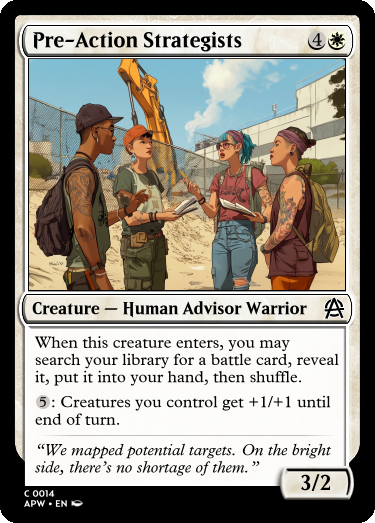 Pre-Action Strategists 4
Creature — Human Advisor Warrior
When this creature enters, you may
search your library for a battle card, reveal
it, put it into your hand, then shuffle.
5: Creatures you control get +1/+1 until
end of turn.
“We mapped potential targets. On the bright
side, there’s no shortage of them.”
3/2
C 0014
APW • EN